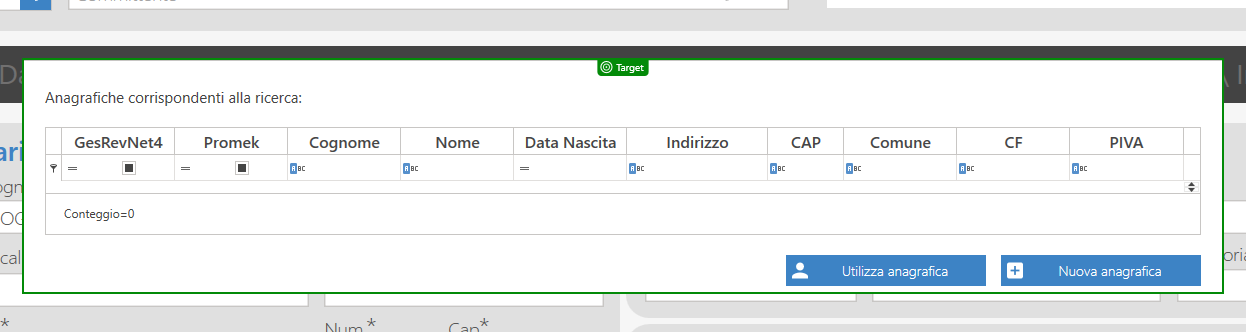 Target
Anagrafiche corrispondenti alla ricerca:
GesRevNet4 Promek Cognome Nome Data Nascita Indirizzo CAP Comune CF PIVA
= = ABC ABC = ABC ABC ABC ABC ABC
Conteggio=0
Utilizza anagrafica Nuova anagrafica
* Num.* Cap*